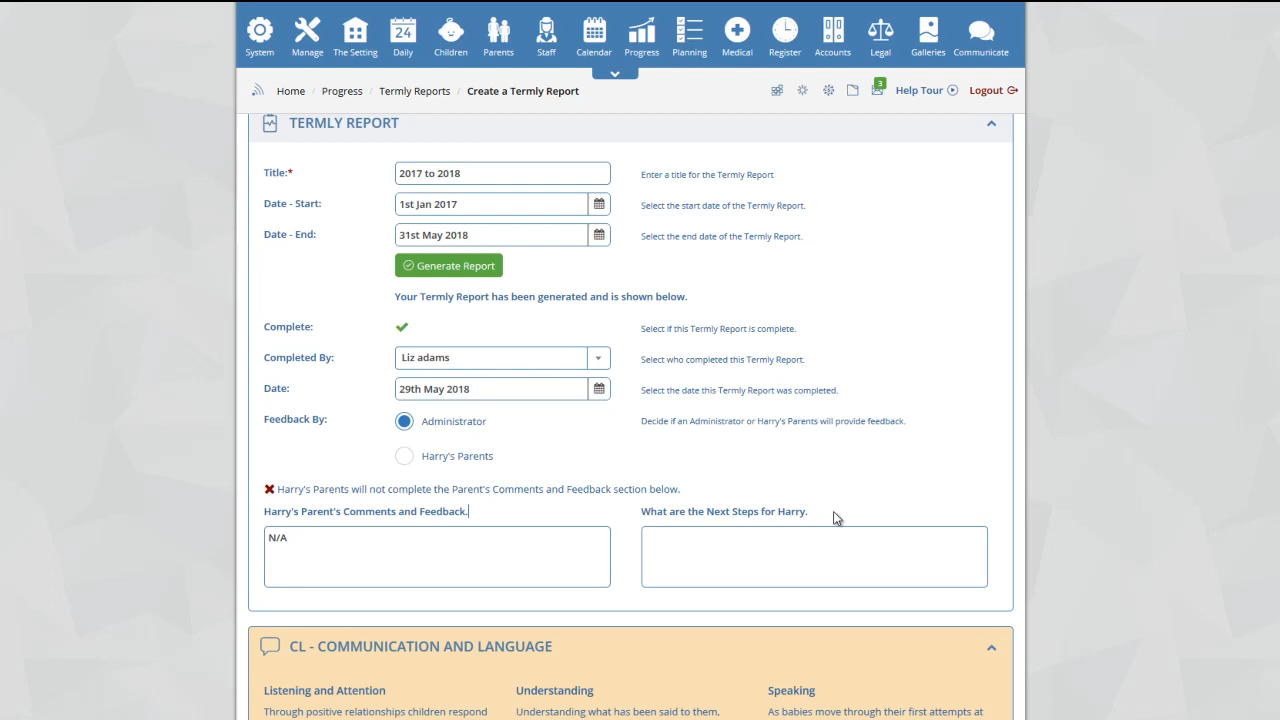 System Manage The Setting Daily Children Parents Staff Calendar Progress Planning Medical Register Accounts Legal Galleries Communicate
24
Home / Progress / Termly Reports / Create a Termly Report 3 Help Tour Logout
TERMLY REPORT
Title:* 2017 to 2018 Enter a title for the Termly Report
Date - Start: 1st Jan 2017 Select the start date of the Termly Report.
Date - End: 31st May 2018 Select the end date of the Termly Report.
Generate Report
Your Termly Report has been generated and is shown below.
Complete: Select if this Termly Report is complete.
Completed By: Liz adams Select who completed this Termly Report.
Date: 29th May 2018 Select the date this Termly Report was completed.
Feedback By: Administrator Decide if an Administrator or Harry's Parents will provide feedback.
Harry's Parents
Harry's Parents will not complete the Parent's Comments and Feedback section below.
Harry's Parent's Comments and Feedback. What are the Next Steps for Harry.
N/A
CL - COMMUNICATION AND LANGUAGE
Listening and Attention Understanding Speaking
Through positive relationships children respond Understanding what has been said to them, As babies move through their first attempts at